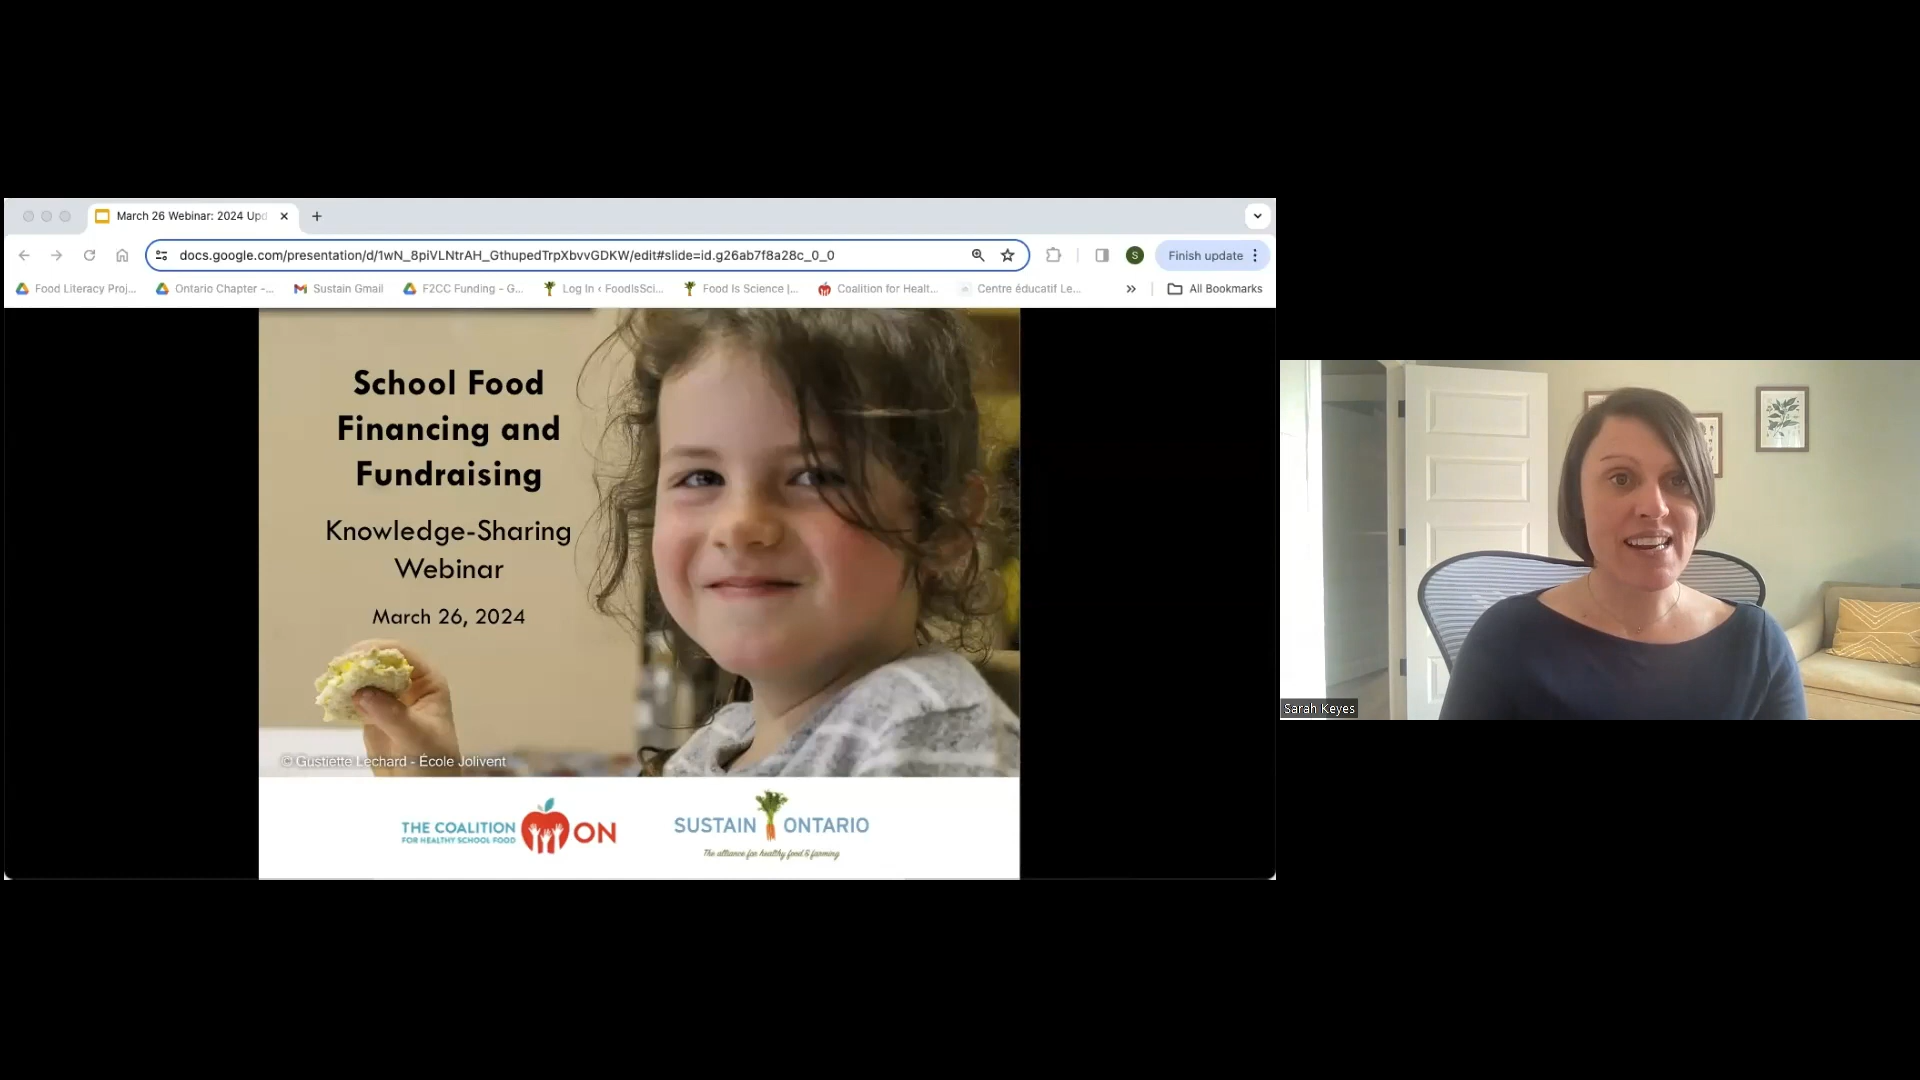 March 26 Webinar: 2024 Upd
docs.google.com/presentation/d/1wN_8piVLNtrAH_GthupedTrpXbvvGDKW/edit#slide=id.g26ab7f8a28c_0_0
S
Finish update
Food Literacy Proj...
Ontario Chapter -...
Sustain Gmail
F2CC Funding - G...
Log In ‹ FoodIsSci...
Food Is Science |...
Coalition for Healt...
Centre éducatif Le...
All Bookmarks
School Food
Financing and
Fundraising
Knowledge-Sharing
Webinar
March 26, 2024
© Gustiette Lechard - École Jolivent
THE COALITION
FOR HEALTHY SCHOOL FOOD
ON
SUSTAIN ONTARIO
The alliance for healthy food & farming
Sarah Keyes